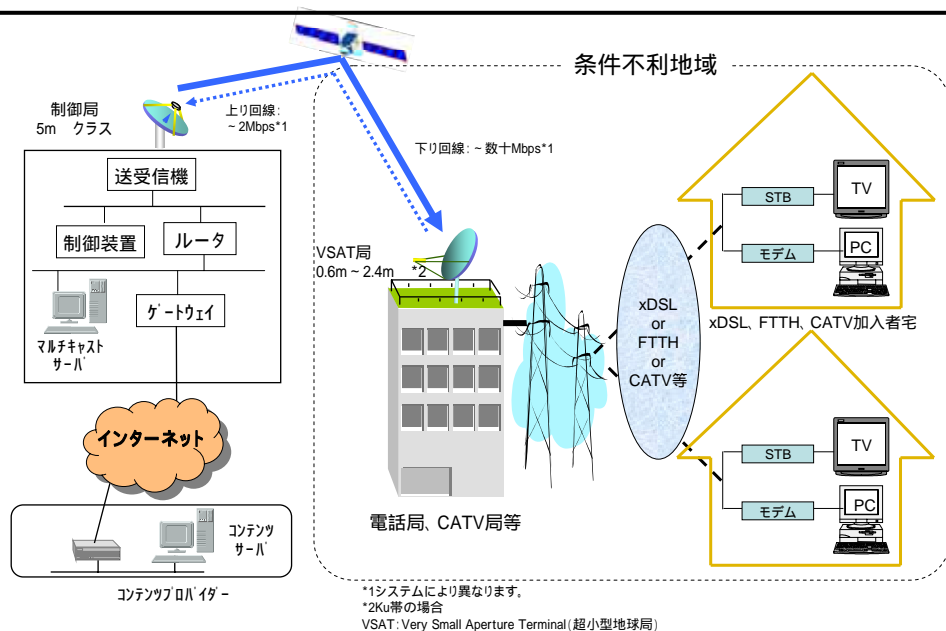 条件不利地域
制御局
5m クラス
上り回線:
~2Mbps*1
下り回線:~数十Mbps*1
送受信機
制御装置
ルータ
ｹﾞｰﾄｳｪｲ
ﾏﾙﾁｷｬｽﾄ
ｻｰﾊﾞ
インターネット
ｺﾝﾃﾝﾂ
ｻｰﾊﾞ
ｺﾝﾃﾝﾂﾌﾟﾛﾊﾞｲﾀﾞｰ
VSAT局
0.6m~2.4m *2
電話局、CATV局等
xDSL
or
FTTH
or
CATV等
STB
TV
モデム
PC
xDSL、FTTH、CATV加入者宅
STB
TV
モデム
PC
*1システムにより異なります。
*2Ku帯の場合
VSAT:Very Small Aperture Terminal(超小型地球局)